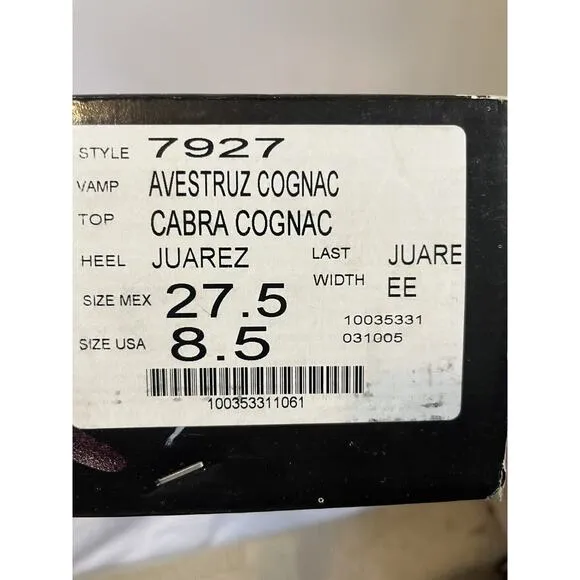 STYLE 7927
VAMP AVESTRUZ COGNAC
TOP CABRA COGNAC
HEEL JUAREZ LAST JUARE
SIZE MEX 27.5 WIDTH EE
10035331
SIZE USA 8.5 031005
100353311061